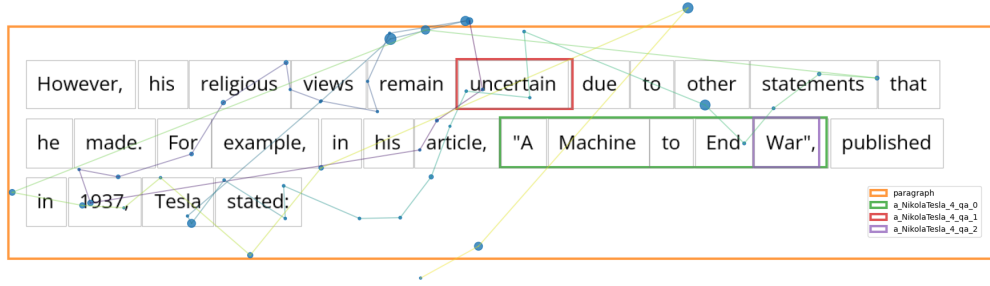 However, his religious views remain uncertain due to other statements that
he made. For example, in his article, "A Machine to End War", published
in 1937, Tesla stated:
paragraph
a_NikolaTesla_4_qa_0
a_NikolaTesla_4_qa_1
a_NikolaTesla_4_qa_2